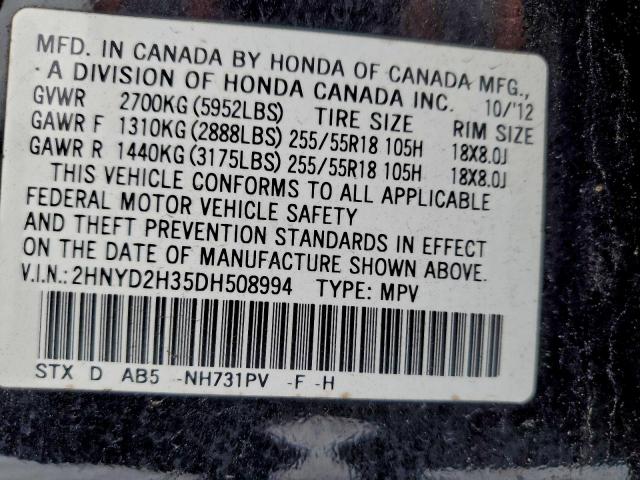 MFD. IN CANADA BY HONDA OF CANADA MFG.,
- A DIVISION OF HONDA CANADA INC. 10/'12
GVWR 2700KG (5952LBS) TIRE SIZE RIM SIZE
GAWR F 1310KG (2888LBS) 255/55R18 105H 18X8.0J
GAWR R 1440KG (3175LBS) 255/55R18 105H 18X8.0J
THIS VEHICLE CONFORMS TO ALL APPLICABLE
FEDERAL MOTOR VEHICLE SAFETY
AND THEFT PREVENTION STANDARDS IN EFFECT
ON THE DATE OF MANUFACTURE SHOWN ABOVE.
V.I.N.: 2HNYD2H35DH508994 TYPE: MPV
STX D AB5 -NH731PV -F -H